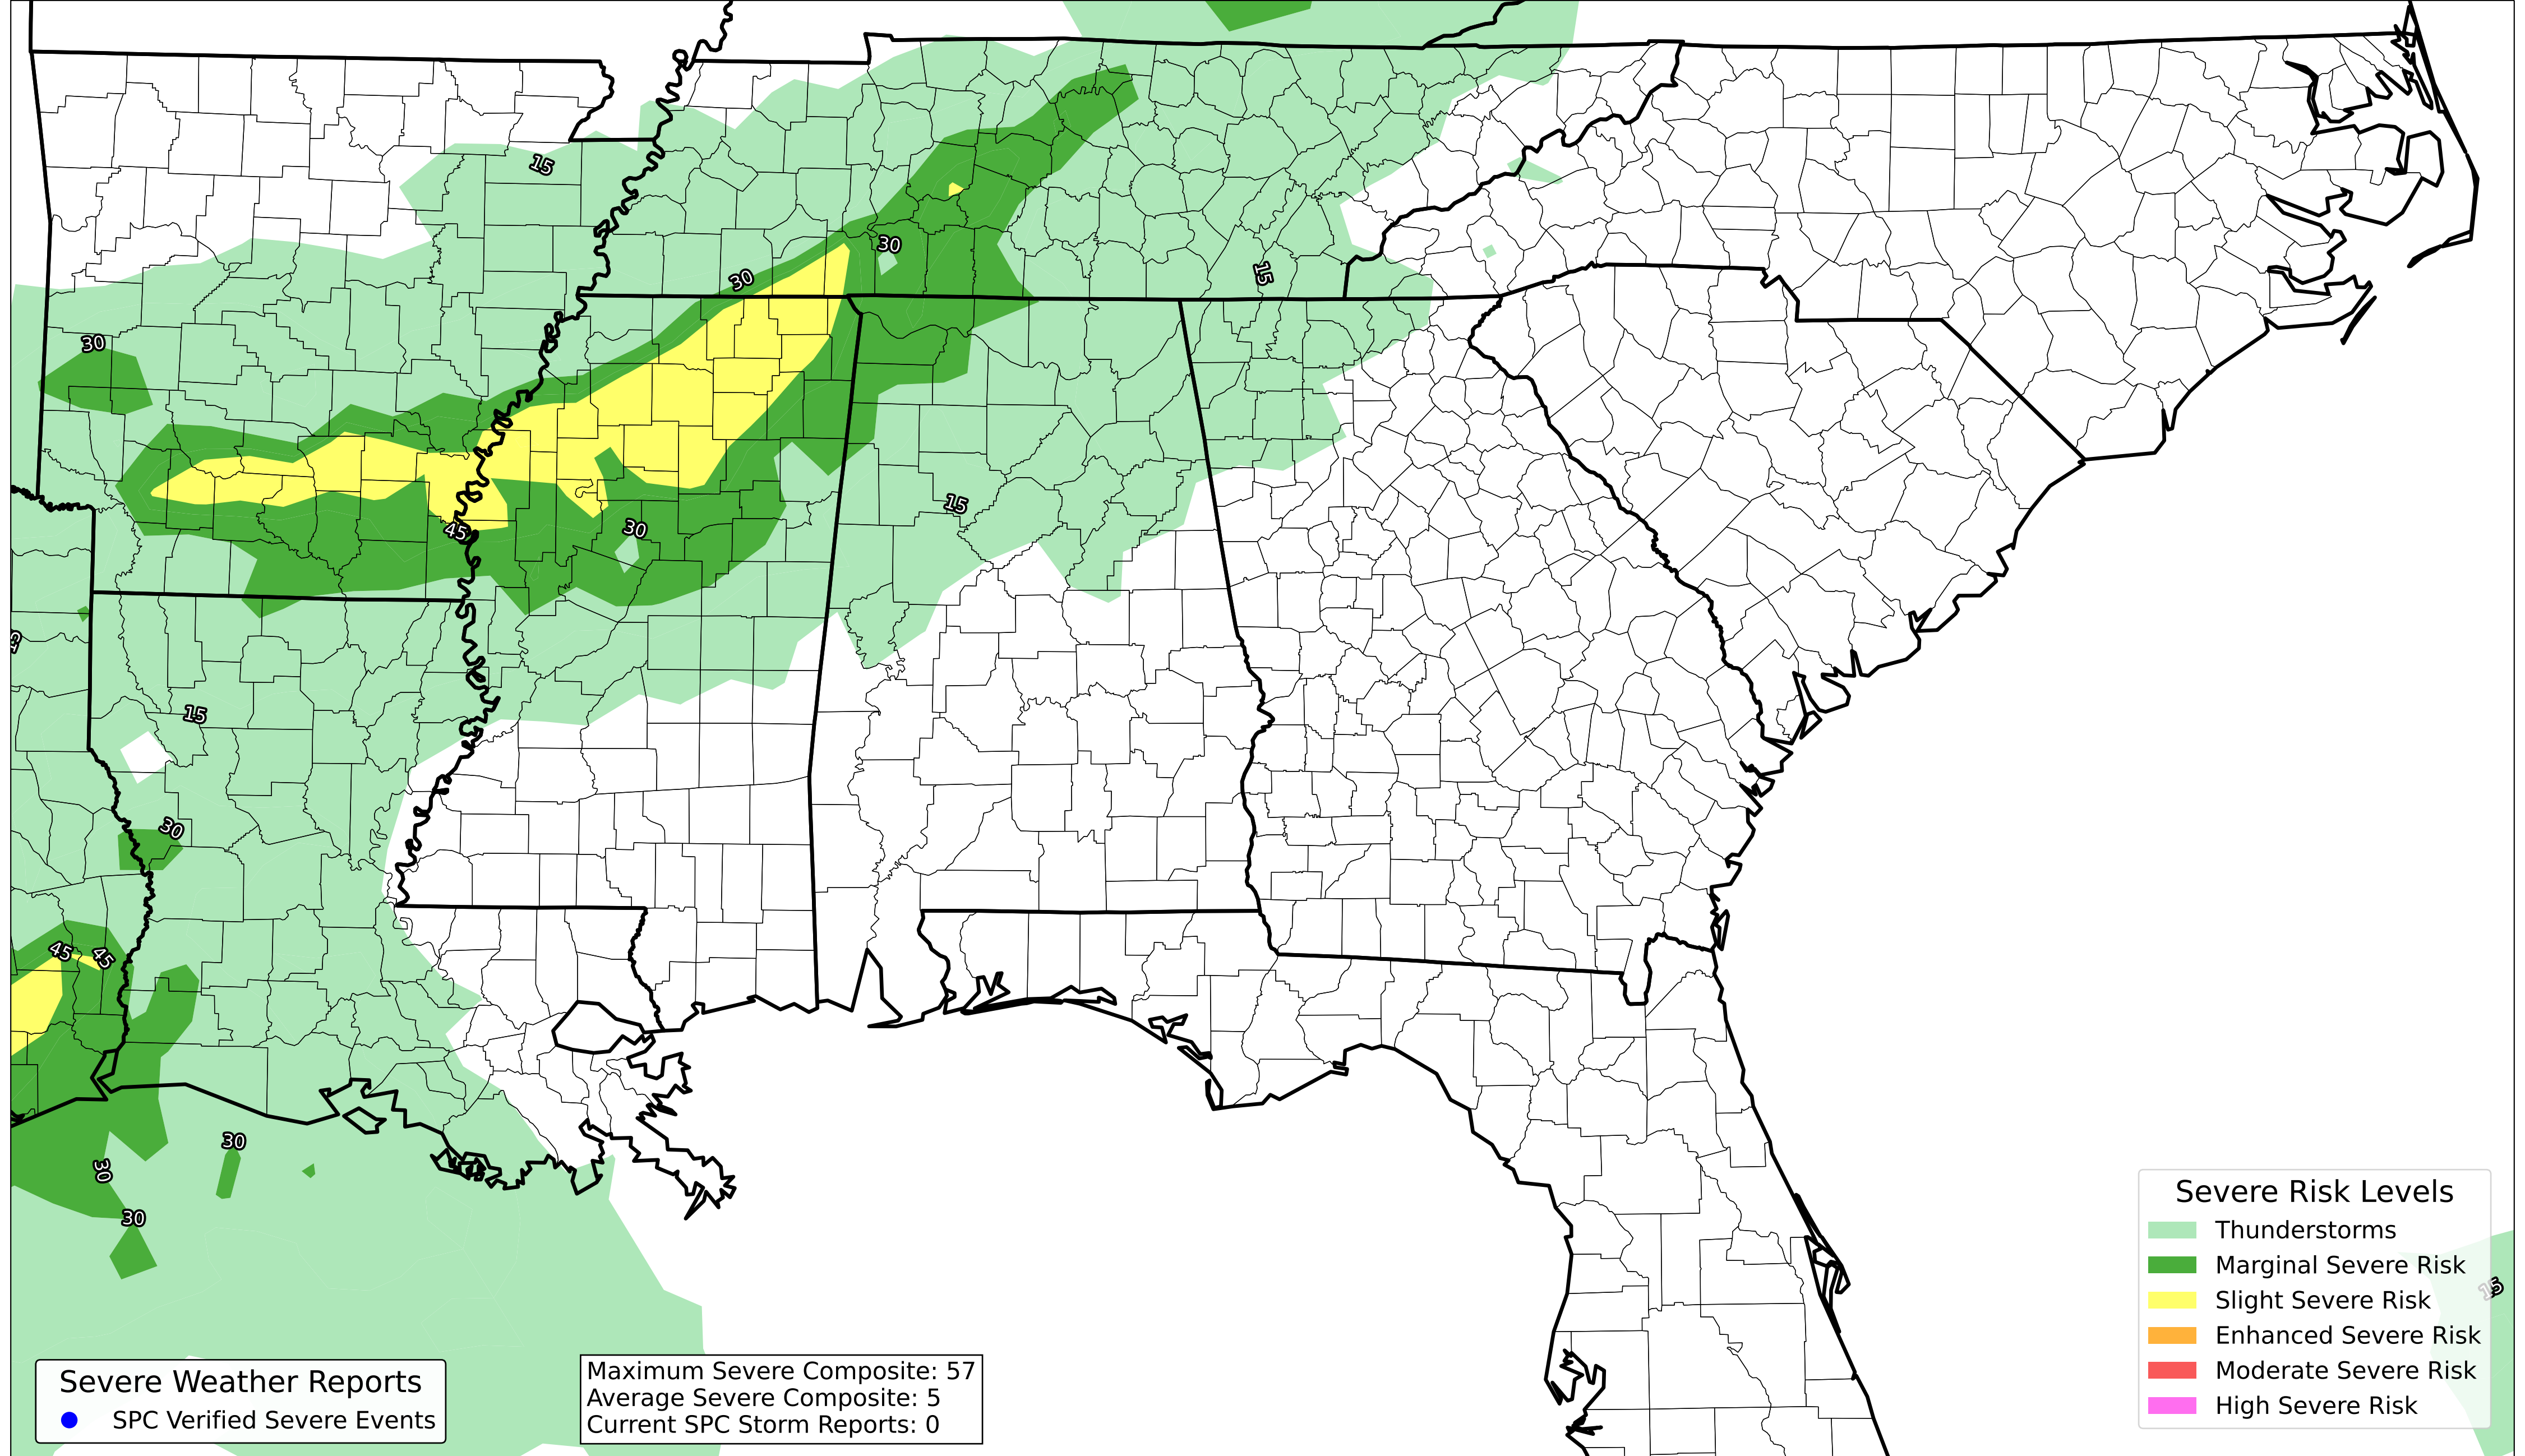 15
30
30
30
15
15
45
30
15
30
45
45
30
30
30
15
Severe Risk Levels
Thunderstorms
Marginal Severe Risk
Slight Severe Risk
Enhanced Severe Risk
Moderate Severe Risk
High Severe Risk
Severe Weather Reports
SPC Verified Severe Events
Maximum Severe Composite: 57
Average Severe Composite: 5
Current SPC Storm Reports: 0